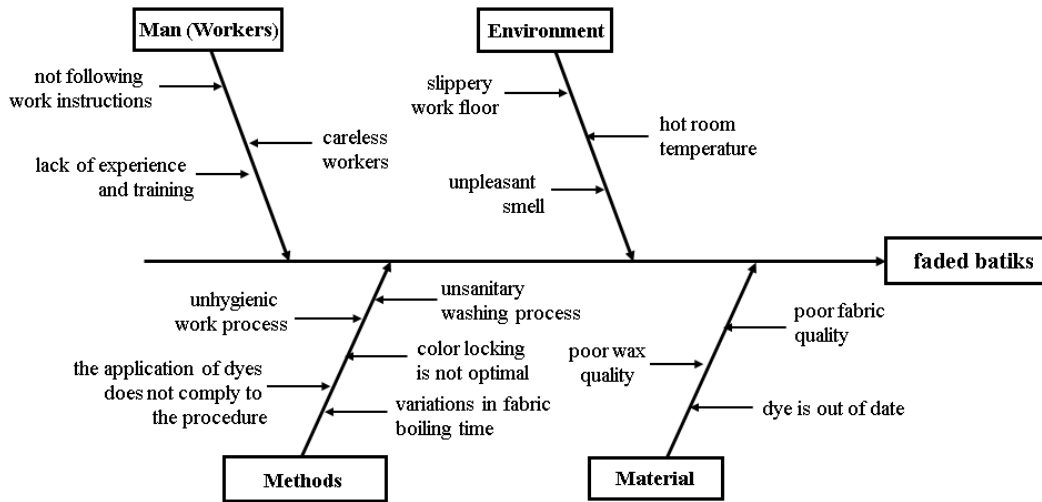 Man (Workers)
Environment
not following
work instructions
careless
workers
lack of experience
and training
slippery
work floor
hot room
temperature
unpleasant
smell
faded batiks
unhygienic
work process
unsanitary
washing process
the application of dyes
does not comply to
the procedure
color locking
is not optimal
variations in fabric
boiling time
poor fabric
quality
poor wax
quality
dye is out of date
Methods
Material